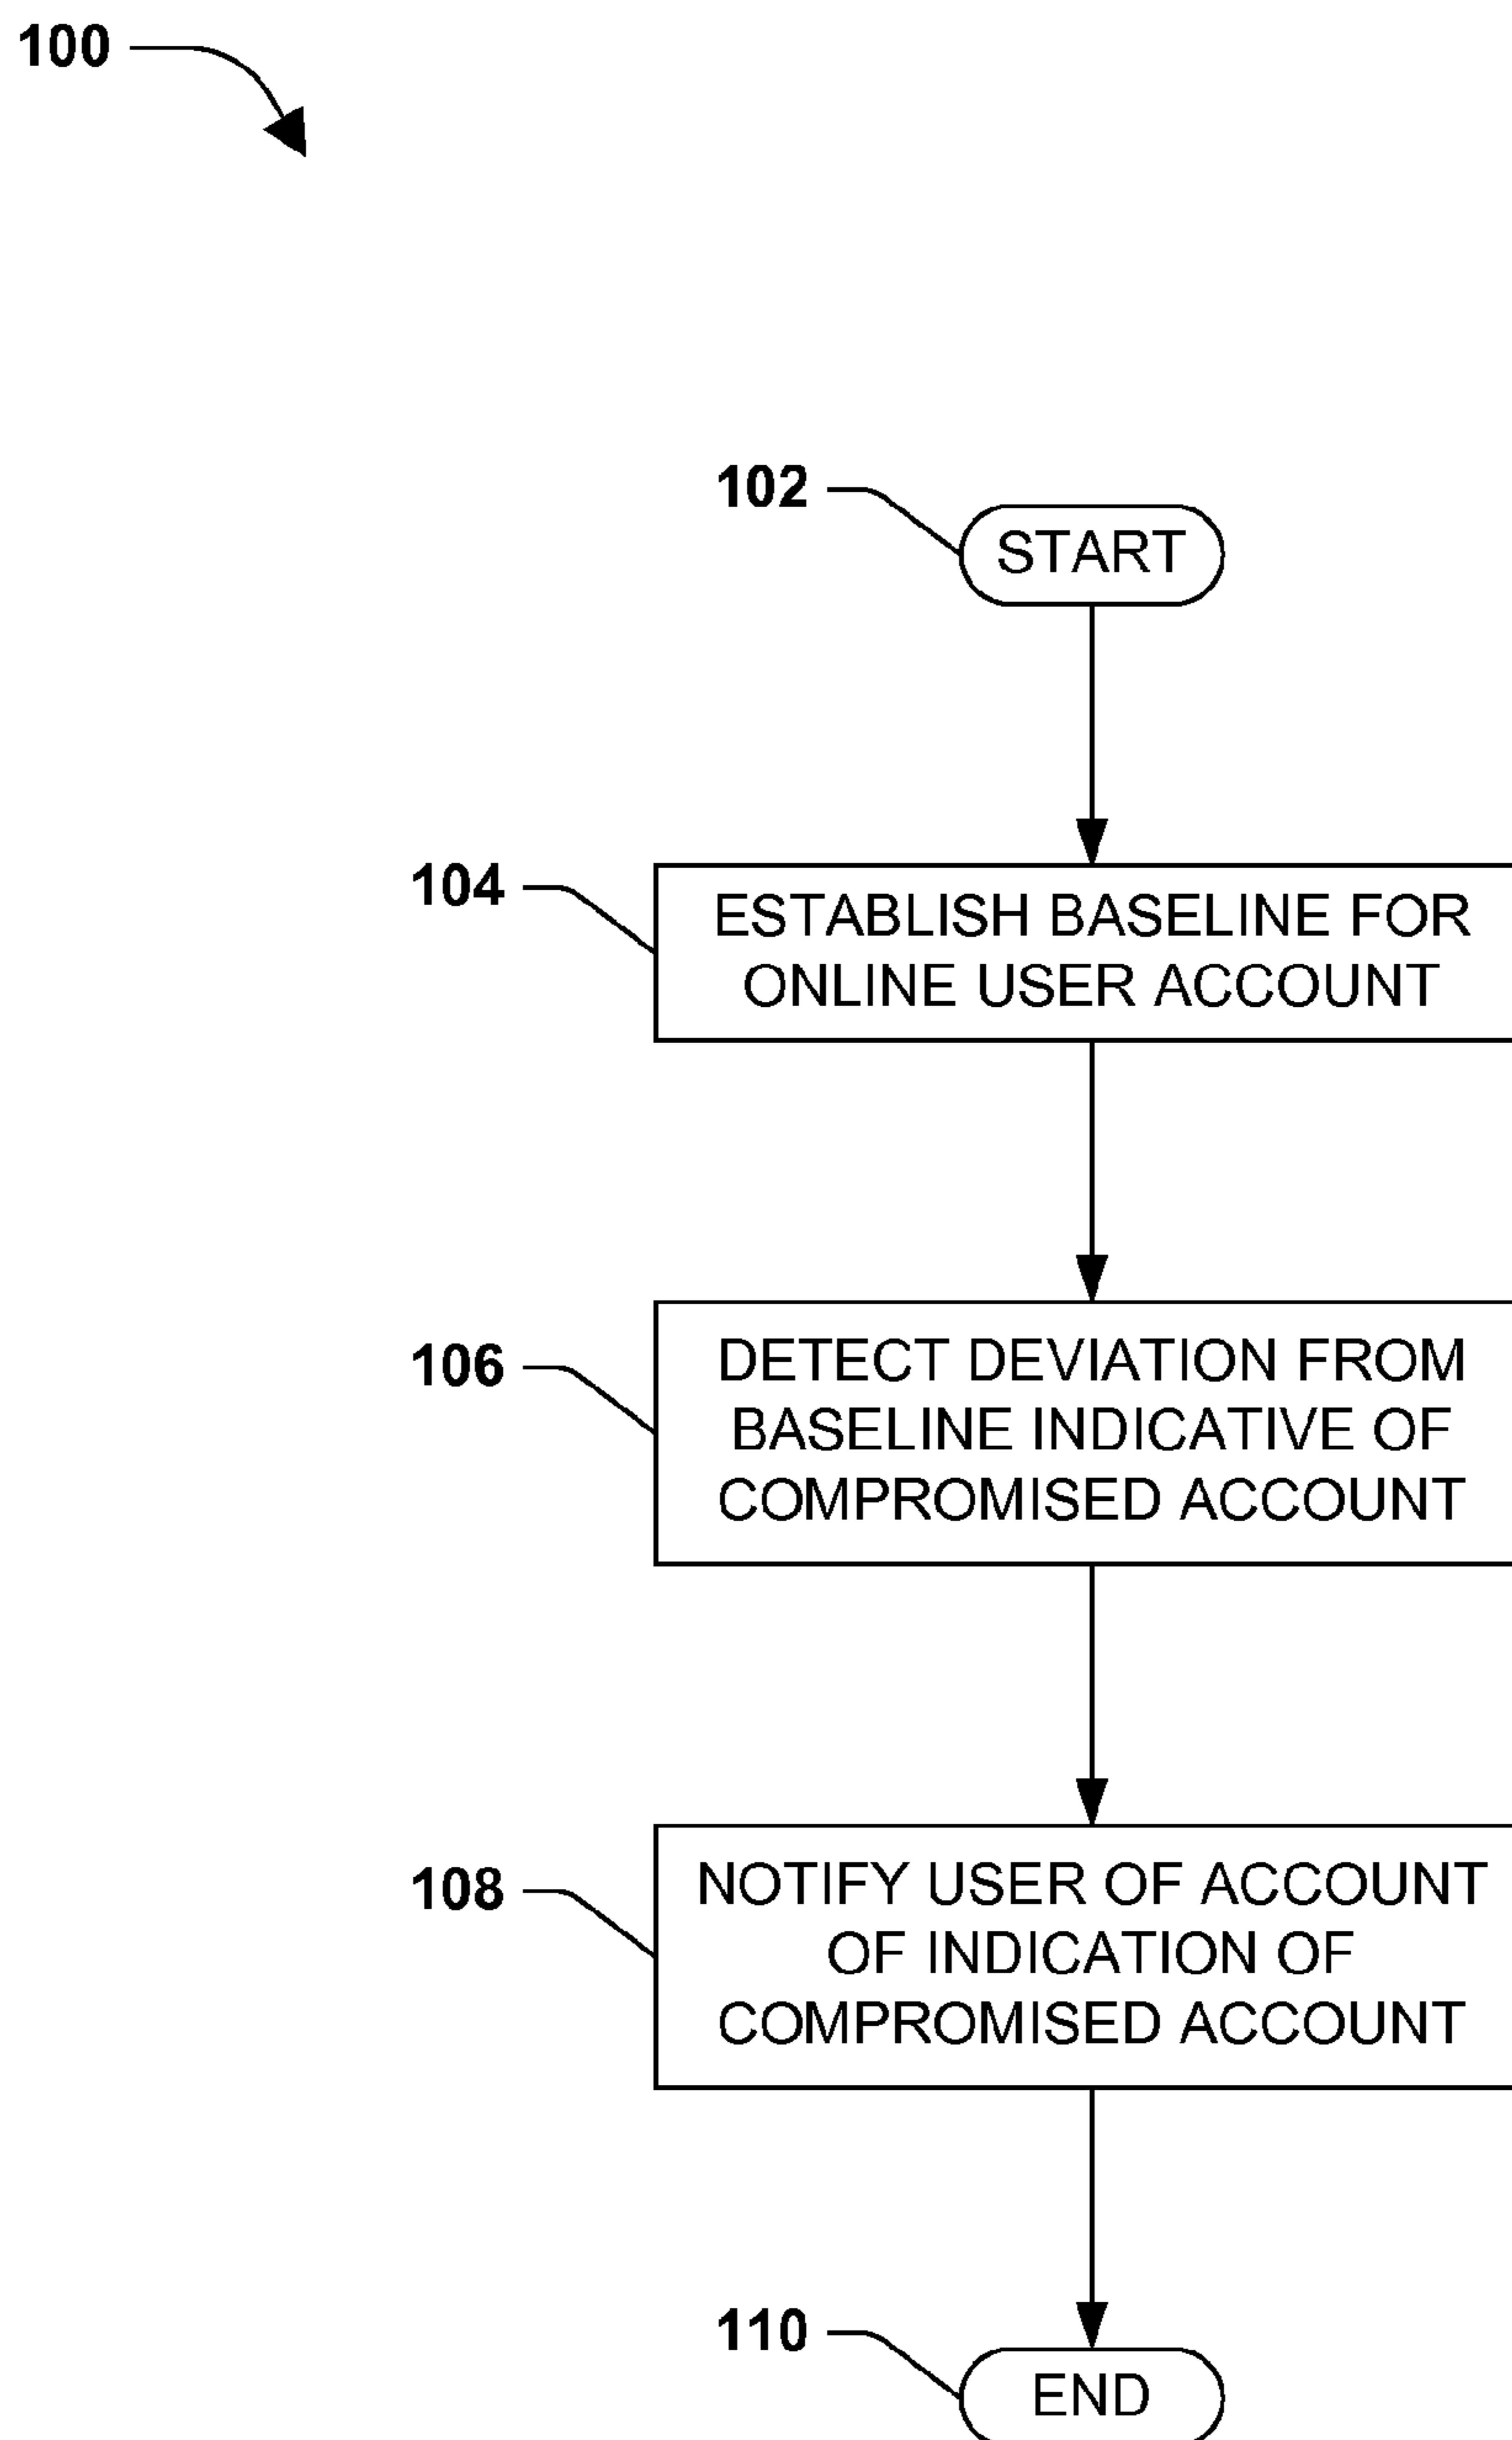 100
102
START
104
ESTABLISH BASELINE FOR
ONLINE USER ACCOUNT
106
DETECT DEVIATION FROM
BASELINE INDICATIVE OF
COMPROMISED ACCOUNT
108
NOTIFY USER OF ACCOUNT
OF INDICATION OF
COMPROMISED ACCOUNT
110
END